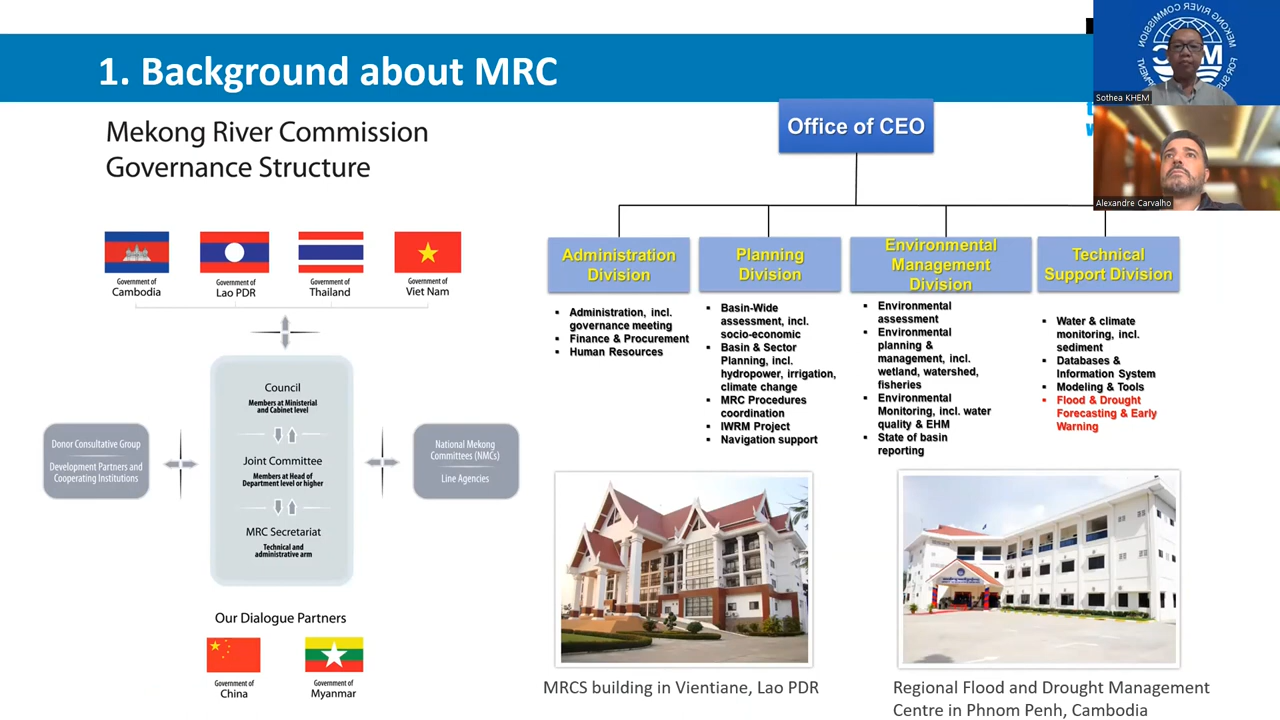 1. Background about MRC
Mekong River Commission
Governance Structure
Government of
Cambodia
Government of
Lao PDR
Government of
Thailand
Government of
Viet Nam
Council
Members at Ministerial
and Cabinet level
Joint Committee
Members at Head of
Department level or higher
MRC Secretariat
Technical and
administrative arm
Donor Consultative Group
Development Partners and
Cooperating Institutions
National Mekong
Committees (NMCs)
Line Agencies
Our Dialogue Partners
Government of
China
Government of
Myanmar
Office of CEO
Administration
Division
▪ Administration, incl.
governance meeting
▪ Finance & Procurement
▪ Human Resources
Planning
Division
▪ Basin-Wide
assessment, incl.
socio-economic
▪ Basin & Sector
Planning, incl.
hydropower, irrigation,
climate change
▪ MRC Procedures
coordination
▪ IWRM Project
▪ Navigation support
Environmental
Management
Division
▪ Environmental
assessment
▪ Environmental
planning &
management, incl.
wetland, watershed,
fisheries
▪ Environmental
Monitoring, incl. water
quality & EHM
▪ State of basin
reporting
Technical
Support Division
▪ Water & climate
monitoring, incl.
sediment
▪ Databases &
Information System
▪ Modeling & Tools
▪ Flood & Drought
Forecasting & Early
Warning
MRCS building in Vientiane, Lao PDR
Regional Flood and Drought Management
Centre in Phnom Penh, Cambodia
MEKONG RIVER COMMISSION
Sothea KHEM
Alexandre Carvalho